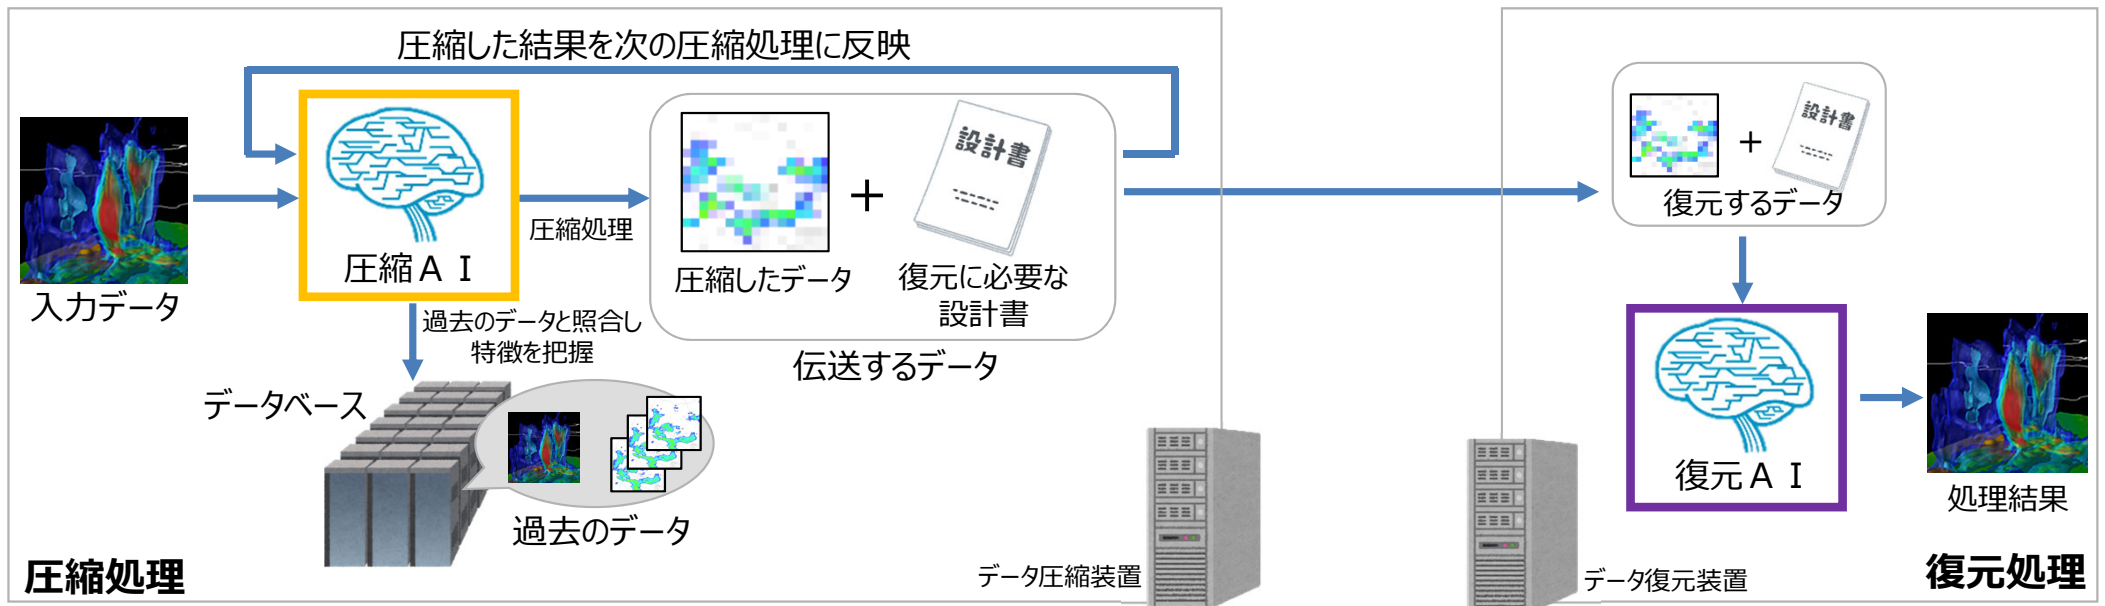 圧縮した結果を次の圧縮処理に反映
入力データ
圧縮ＡＩ
圧縮処理
設計書
＋
圧縮したデータ
復元に必要な
設計書
伝送するデータ
過去のデータと照合し
特徴を把握
データベース
過去のデータ
データ圧縮装置
圧縮処理
設計書
＋
復元するデータ
復元ＡＩ
処理結果
データ復元装置
復元処理